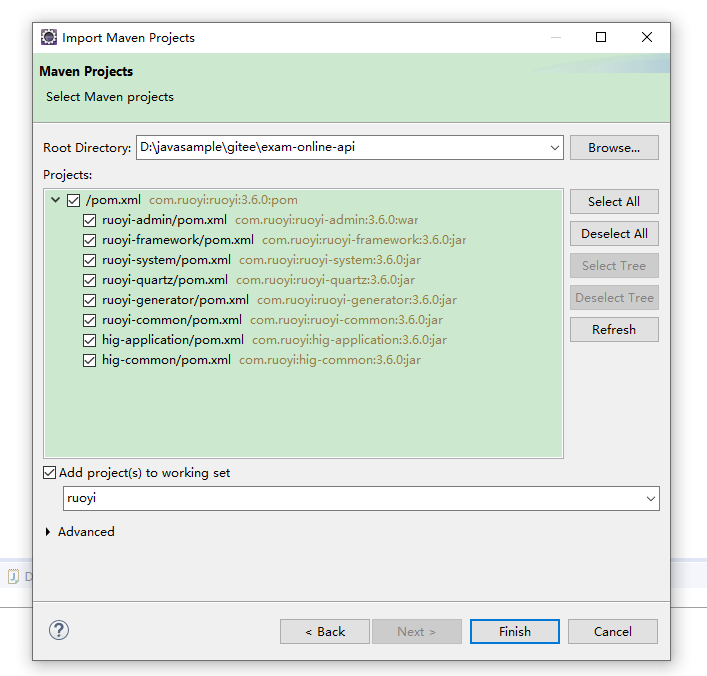 Import Maven Projects
Maven Projects
Select Maven projects
Root Directory: D:\javasample\gitee\exam-online-api Browse...
Projects:
/pom.xml com.ruoyi:ruoyi:3.6.0:pom
ruoyi-admin/pom.xml com.ruoyi:ruoyi-admin:3.6.0:war
ruoyi-framework/pom.xml com.ruoyi:ruoyi-framework:3.6.0:jar
ruoyi-system/pom.xml com.ruoyi:ruoyi-system:3.6.0:jar
ruoyi-quartz/pom.xml com.ruoyi:ruoyi-quartz:3.6.0:jar
ruoyi-generator/pom.xml com.ruoyi:ruoyi-generator:3.6.0:jar
ruoyi-common/pom.xml com.ruoyi:ruoyi-common:3.6.0:jar
hig-application/pom.xml com.ruoyi:hig-application:3.6.0:jar
hig-common/pom.xml com.ruoyi:hig-common:3.6.0:jar
Select All
Deselect All
Select Tree
Deselect Tree
Refresh
Add project(s) to working set
ruoyi
Advanced
D
? < Back Next > Finish Cancel